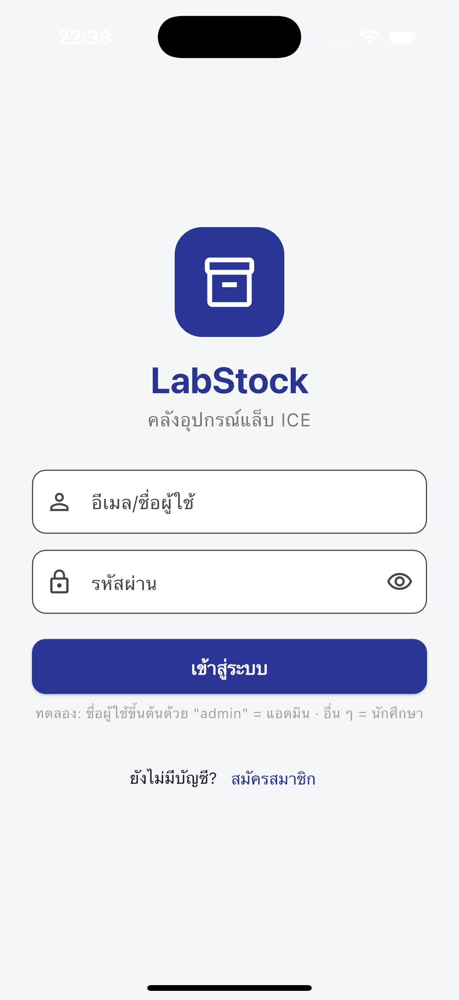 22:38
LabStock
คลังอุปกรณ์แล็บ ICE
อีเมล/ชื่อผู้ใช้
รหัสผ่าน
เข้าสู่ระบบ
ทดลอง: ชื่อผู้ใช้ขึ้นต้นด้วย "admin" = แอดมิน · อื่น ๆ = นักศึกษา
ยังไม่มีบัญชี? สมัครสมาชิก